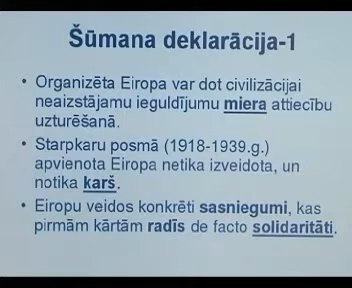 Šūmana deklarācija-1
• Organizēta Eiropa var dot civilizācijai
neaizstājamu ieguldījumu miera attiecību
uzturēšanā.
• Starpkaru posmā (1918-1939.g.)
apvienota Eiropa netika izveidota, un
notika karš.
• Eiropu veidos konkrēti sasniegumi, kas
pirmām kārtām radīs de facto solidaritāti.